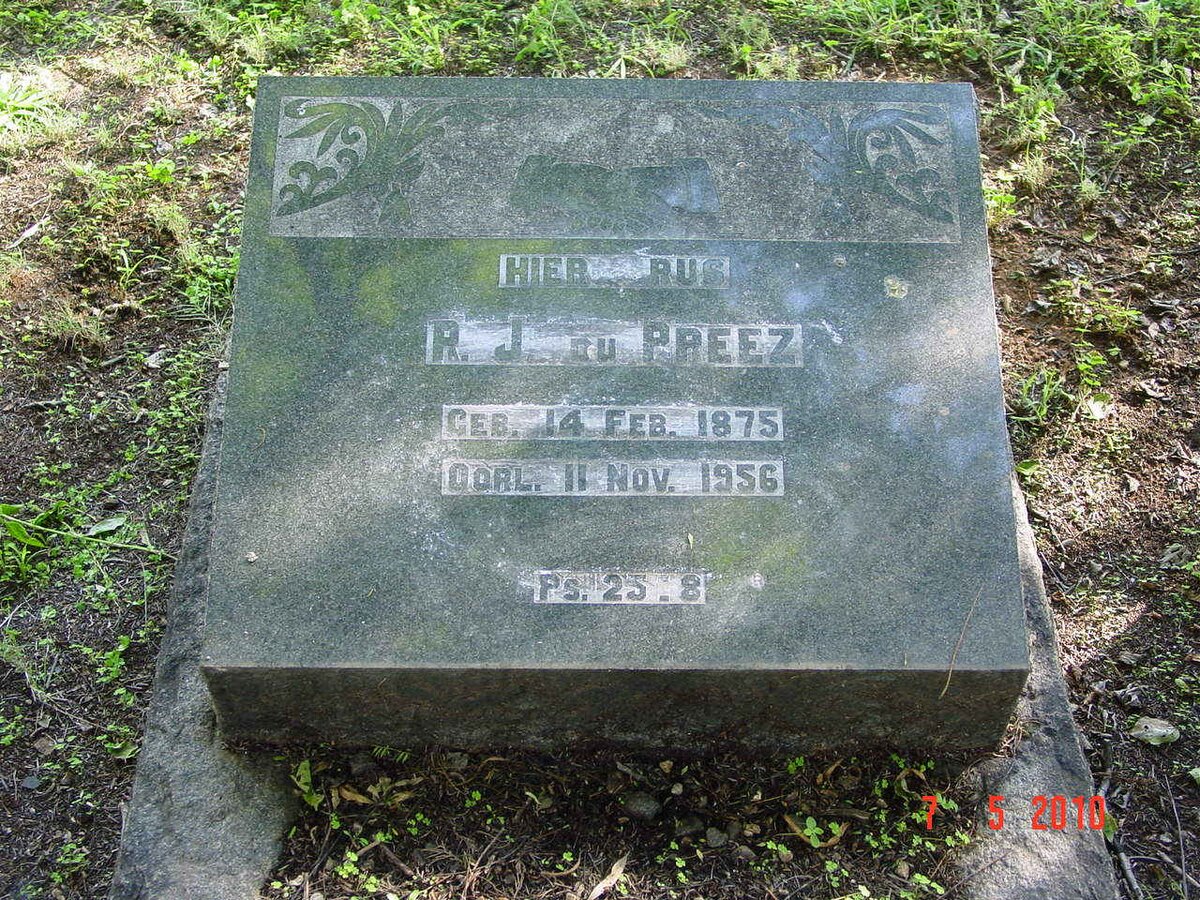 HIER RUS
R. J. DU PREEZ
GEB. 14 FEB. 1875
OORL. 11 NOV. 1956
PS. 25 : 8
7 5 2010